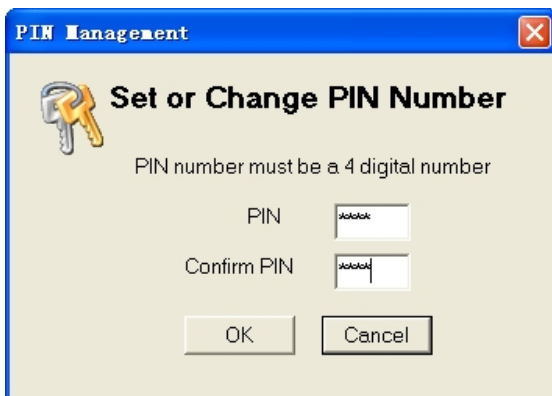 PIN Management
Set or Change PIN Number
PIN number must be a 4 digital number
PIN ****
Confirm PIN ****
OK Cancel